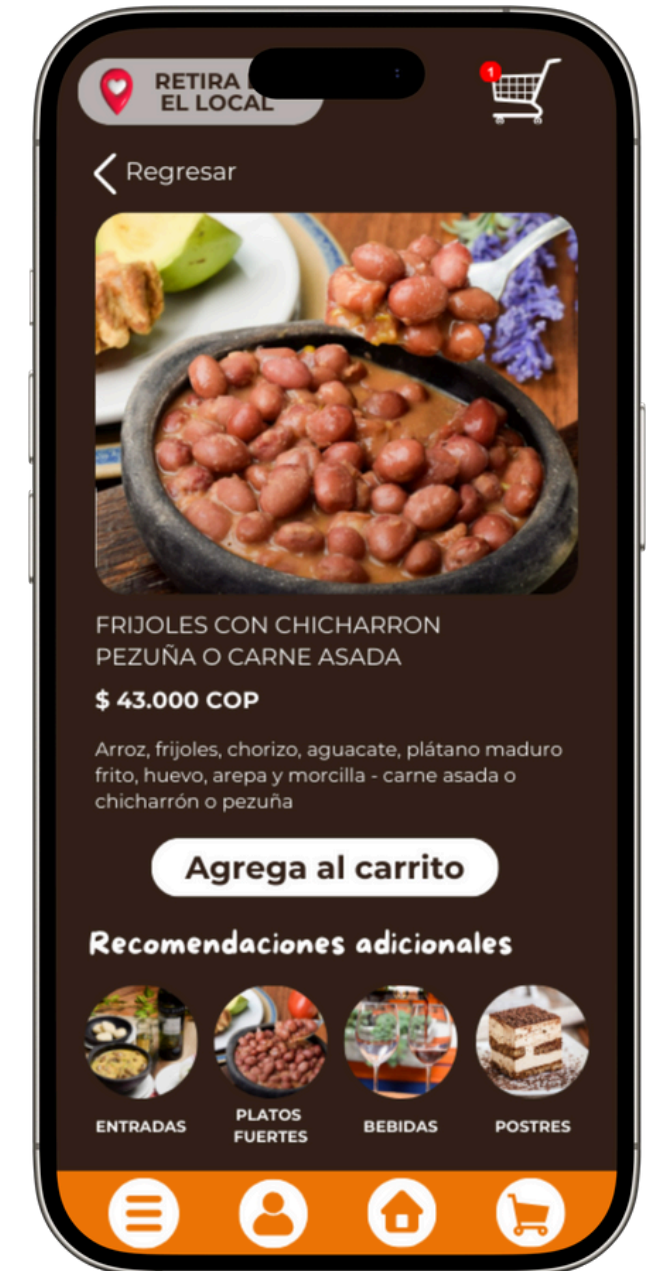 RETIRA
EL LOCAL
1
Regresar
FRIJOLES CON CHICHARRON
PEZUÑA O CARNE ASADA
$ 43.000 COP
Arroz, frijoles, chorizo, aguacate, plátano maduro
frito, huevo, arepa y morcilla - carne asada o
chicharrón o pezuña
Agrega al carrito
Recomendaciones adicionales
ENTRADAS
PLATOS
FUERTES
BEBIDAS
POSTRES